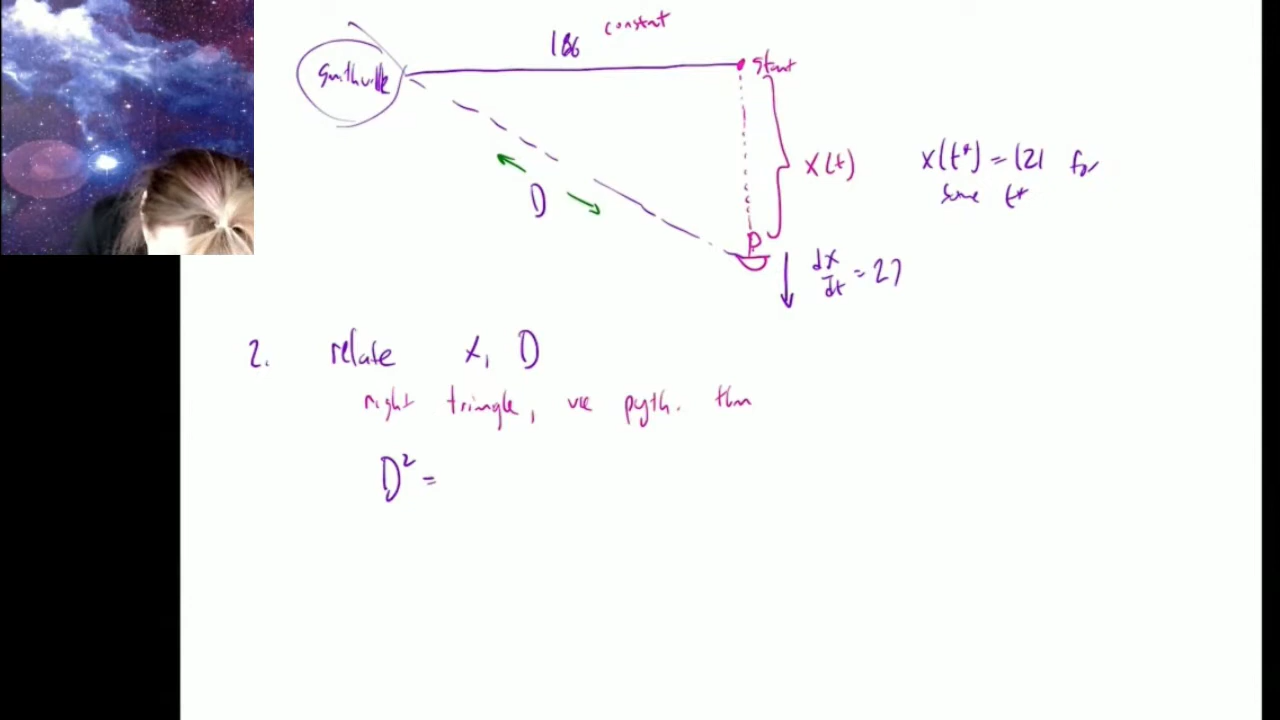 constant
186
Smithville
start
x(t)
x(t*) = 121 for
some t*
D
P
dx/dt = 27
2. relate x, D
right triangle, use pyth. thm
D² =